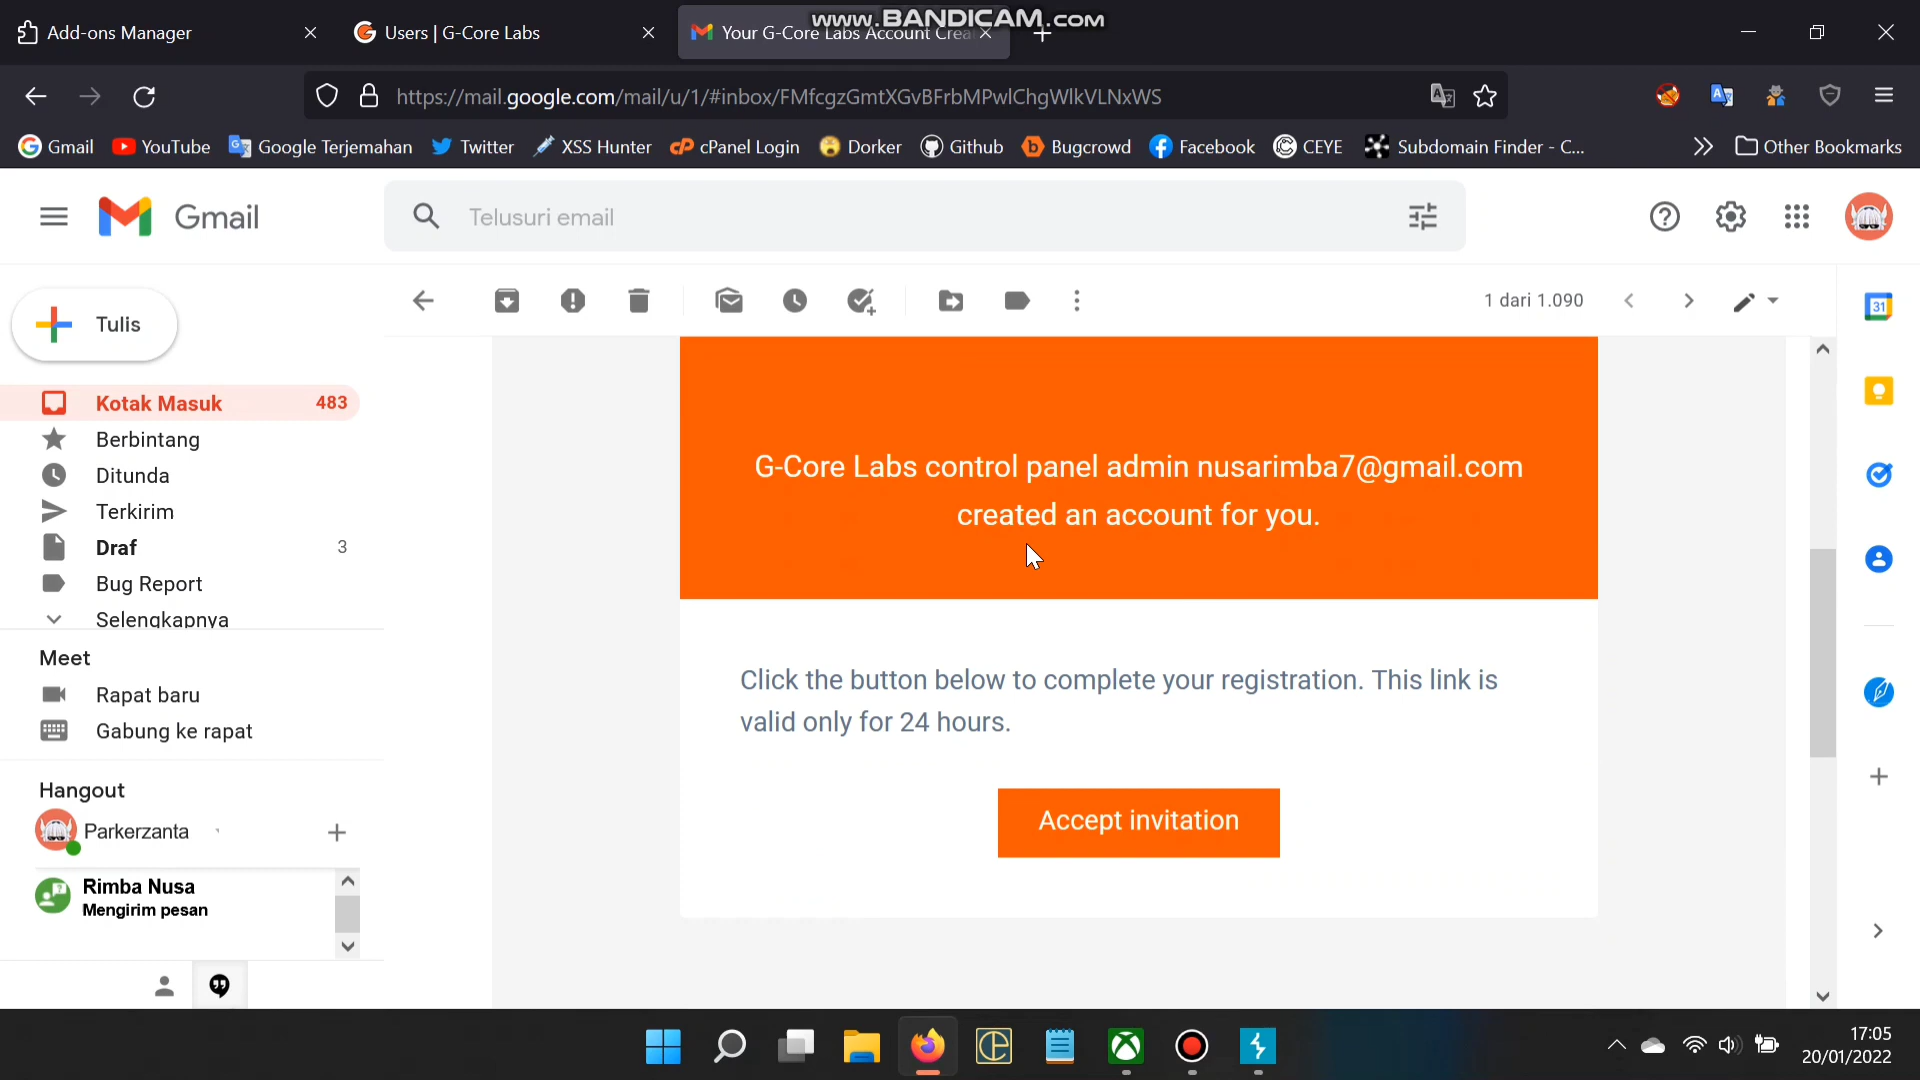 Add-ons Manager
Users | G-Core Labs
Your G-Core Labs Account Crea
www.BANDICAM.COM
https://mail.google.com/mail/u/1/#inbox/FMfcgzGmtXGvBFrbMPwlChgWlkVLNxWS
Gmail
YouTube
Google Terjemahan
Twitter
XSS Hunter
cPanel Login
Dorker
Github
Bugcrowd
Facebook
CEYE
Subdomain Finder - C...
Other Bookmarks
Gmail
Telusuri email
Tulis
1 dari 1.090
31
Kotak Masuk 483
Berbintang
Ditunda
Terkirim
Draf 3
Bug Report
Selengkapnya
Meet
Rapat baru
Gabung ke rapat
Hangout
Parkerzanta
Rimba Nusa
Mengirim pesan
G-Core Labs control panel admin nusarimba7@gmail.com
created an account for you.
Click the button below to complete your registration. This link is
valid only for 24 hours.
Accept invitation
17:05
20/01/2022